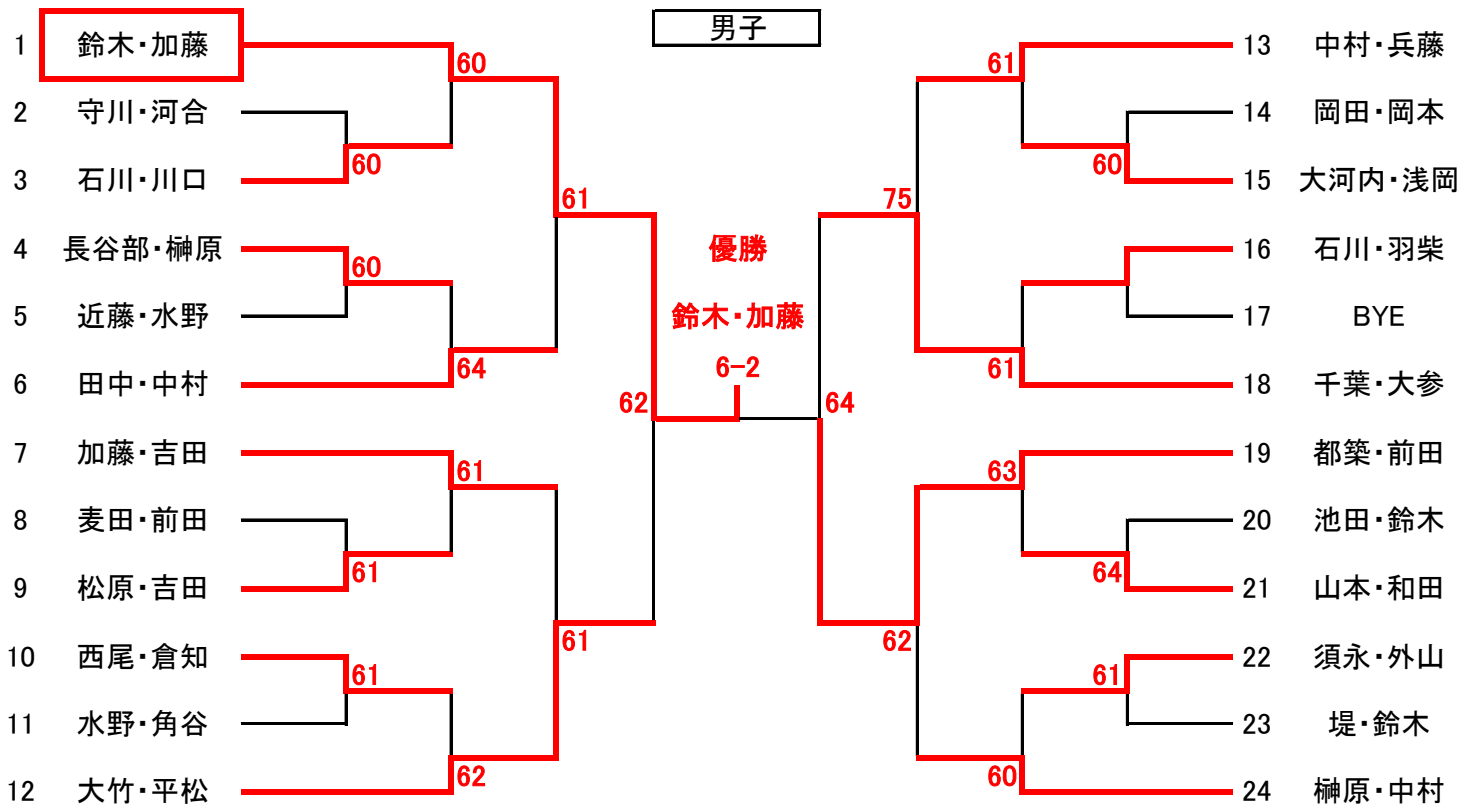 男子
1 鈴木・加藤
60
2 守川・河合
60
3 石川・川口
61
4 長谷部・榊原
60
5 近藤・水野
64
6 田中・中村
62
7 加藤・吉田
61
8 麦田・前田
61
9 松原・吉田
61
10 西尾・倉知
61
11 水野・角谷
62
12 大竹・平松
優勝
鈴木・加藤
6-2
61
13 中村・兵藤
14 岡田・岡本
60
15 大河内・浅岡
75
16 石川・羽柴
17 BYE
61
18 千葉・大参
64
63
19 都築・前田
20 池田・鈴木
64
21 山本・和田
62
61
22 須永・外山
23 堤・鈴木
60
24 榊原・中村